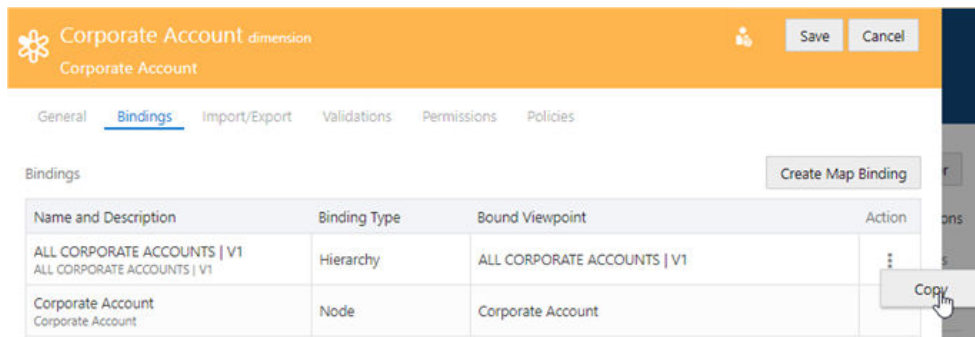 Corporate Account dimension
Save
Cancel
Corporate Account
General
Bindings
Import/Export
Validations
Permissions
Policies
Bindings
Create Map Binding
Name and Description
Binding Type
Bound Viewpoint
Action
ALL CORPORATE ACCOUNTS | V1
ALL CORPORATE ACCOUNTS | V1
Hierarchy
ALL CORPORATE ACCOUNTS | V1
Copy
Corporate Account
Corporate Account
Node
Corporate Account